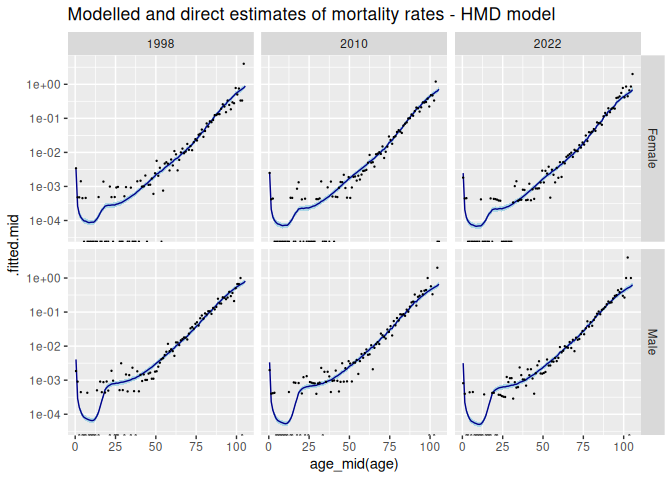 Modelled and direct estimates of mortality rates - HMD model
1998 2010 2022
1e+00
1e-01
1e-02
1e-03
1e-04
Female
1e+00
1e-01
1e-02
1e-03
1e-04
Male
.fitted.mid
0 25 50 75 100 0 25 50 75 100 0 25 50 75 100
age_mid(age)